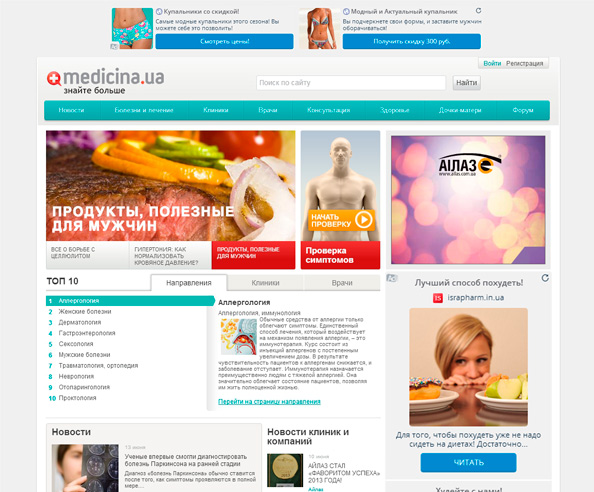 Купальники со скидкой!
Самые модные купальники этого сезона! Вы
можете себе это позволить!
Смотреть цены!
Модный и Актуальный купальник
Вы подчеркнете свои формы, и заставите мужчин
оборачиваться!
Получить скидку 300 руб.
Войти Регистрация
medicina.ua
знайте больше
Поиск по сайту
Найти
Новости Болезни и лечение Клиники Врачи Консультация Здоровье Дочки матери Форум
ПРОДУКТЫ, ПОЛЕЗНЫЕ
ДЛЯ МУЖЧИН
ВСЕ О БОРЬБЕ С
ЦЕЛЛЮЛИТОМ
ГИПЕРТОНИЯ: КАК
НОРМАЛИЗОВАТЬ
КРОВЯНОЕ ДАВЛЕНИЕ?
ПРОДУКТЫ, ПОЛЕЗНЫЕ
ДЛЯ МУЖЧИН
НАЧАТЬ
ПРОВЕРКУ
Проверка
симптомов
АІЛАЗ
www.ailas.com.ua
ТОП 10
Направления Клиники Врачи
1 Аллергология
2 Женские болезни
3 Дерматология
4 Гастроэнтерология
5 Сексология
6 Мужские болезни
7 Травматология, ортопедия
8 Неврология
9 Отоларингология
10 Проктология
Аллергология
Аллергология, иммунология
Обычные средства от аллергии только
облегчают симптомы. Единственный
способ лечения, который воздействует
на механизм появления аллергии, – это
иммунотерапия. Курс состоит из
инъекций аллергенов с постепенным
увеличением дозы. В результате
чувствительность пациентов к аллергенам снижается, и
заболевание отступает. Иммунотерапия назначается
преимущественно людям с тяжелой аллергией. Она
значительно облегчает состояние пациентов, позволяя
им жить полноценной жизнью.
Перейти на страницу направления
Лучший способ похудеть!
israpharm.in.ua
Для того, чтобы похудеть уже не надо
сидеть на диетах! Достаточно...
ЧИТАТЬ
Худейте с нами!
Новости
13 июня
Ученые впервые смогли диагностировать
болезнь Паркинсона на ранней стадии
Диагноз «болезнь Паркинсона» обычно ставится
после того, как симптомы проявляются в полной
мере....
Новости клиник и
компаний
10 июня
АЙЛАЗ СТАЛ
«ФАВОРИТОМ УСПЕХА»
2013 ГОДА!
Айлаз